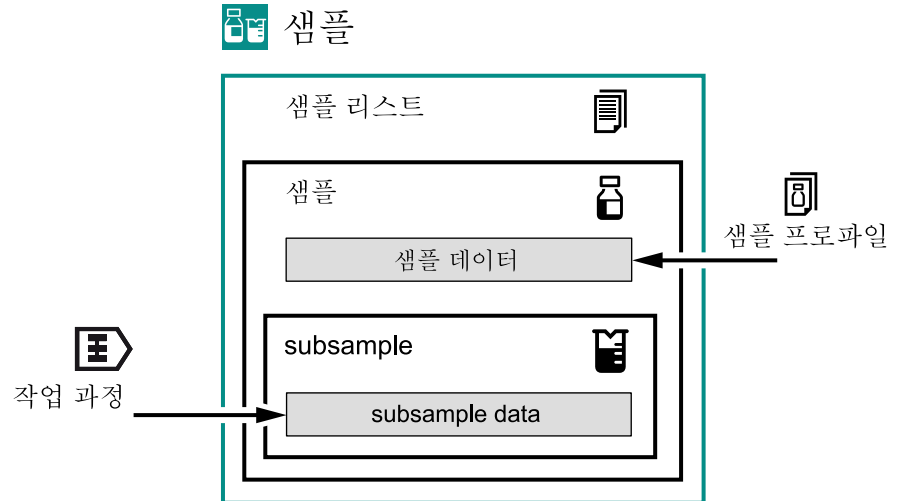 샘플
샘플 리스트
샘플
샘플 프로파일
샘플 데이터
subsample
작업 과정
subsample data